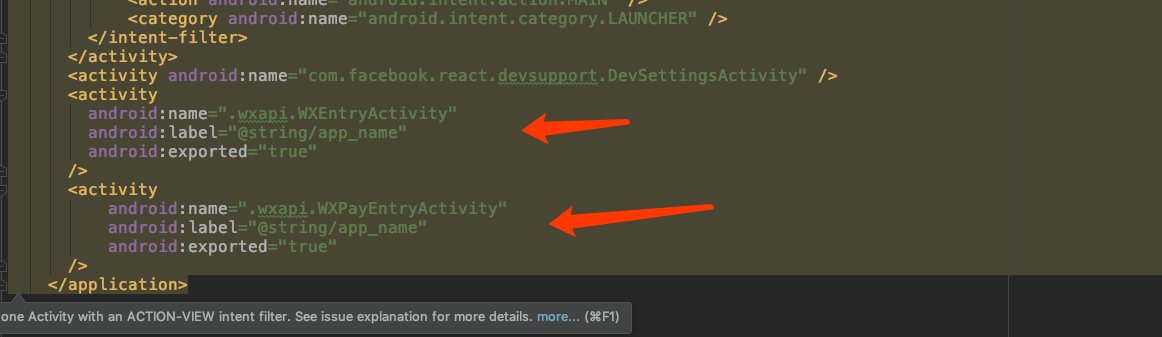 <action android:name="android.intent.action.MAIN" />
<category android:name="android.intent.category.LAUNCHER" />
</intent-filter>
</activity>
<activity android:name="com.facebook.react.devsupport.DevSettingsActivity" />
<activity
android:name=".wxapi.WXEntryActivity"
android:label="@string/app_name"
android:exported="true"
/>
<activity
android:name=".wxapi.WXPayEntryActivity"
android:label="@string/app_name"
android:exported="true"
/>
</application>
one Activity with an ACTION-VIEW intent filter. See issue explanation for more details. more... (⌘F1)